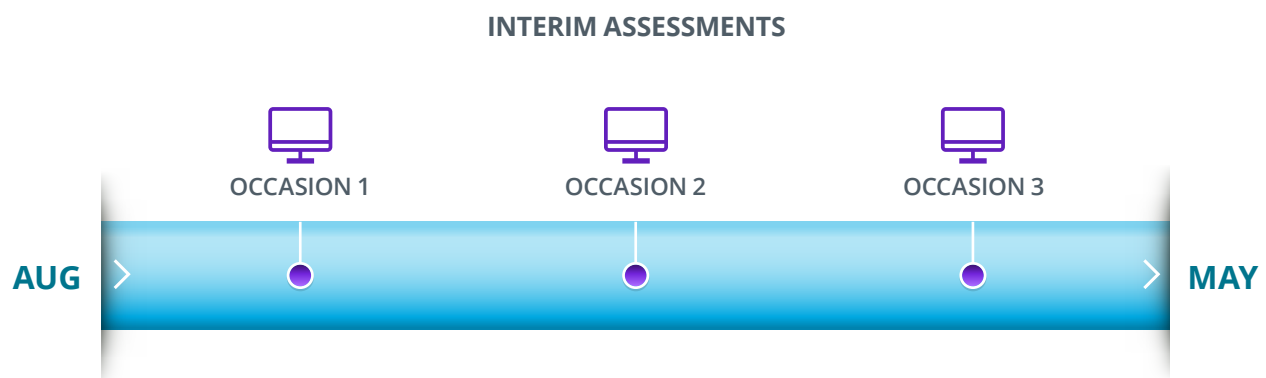 INTERIM ASSESSMENTS
OCCASION 1
OCCASION 2
OCCASION 3
AUG
MAY